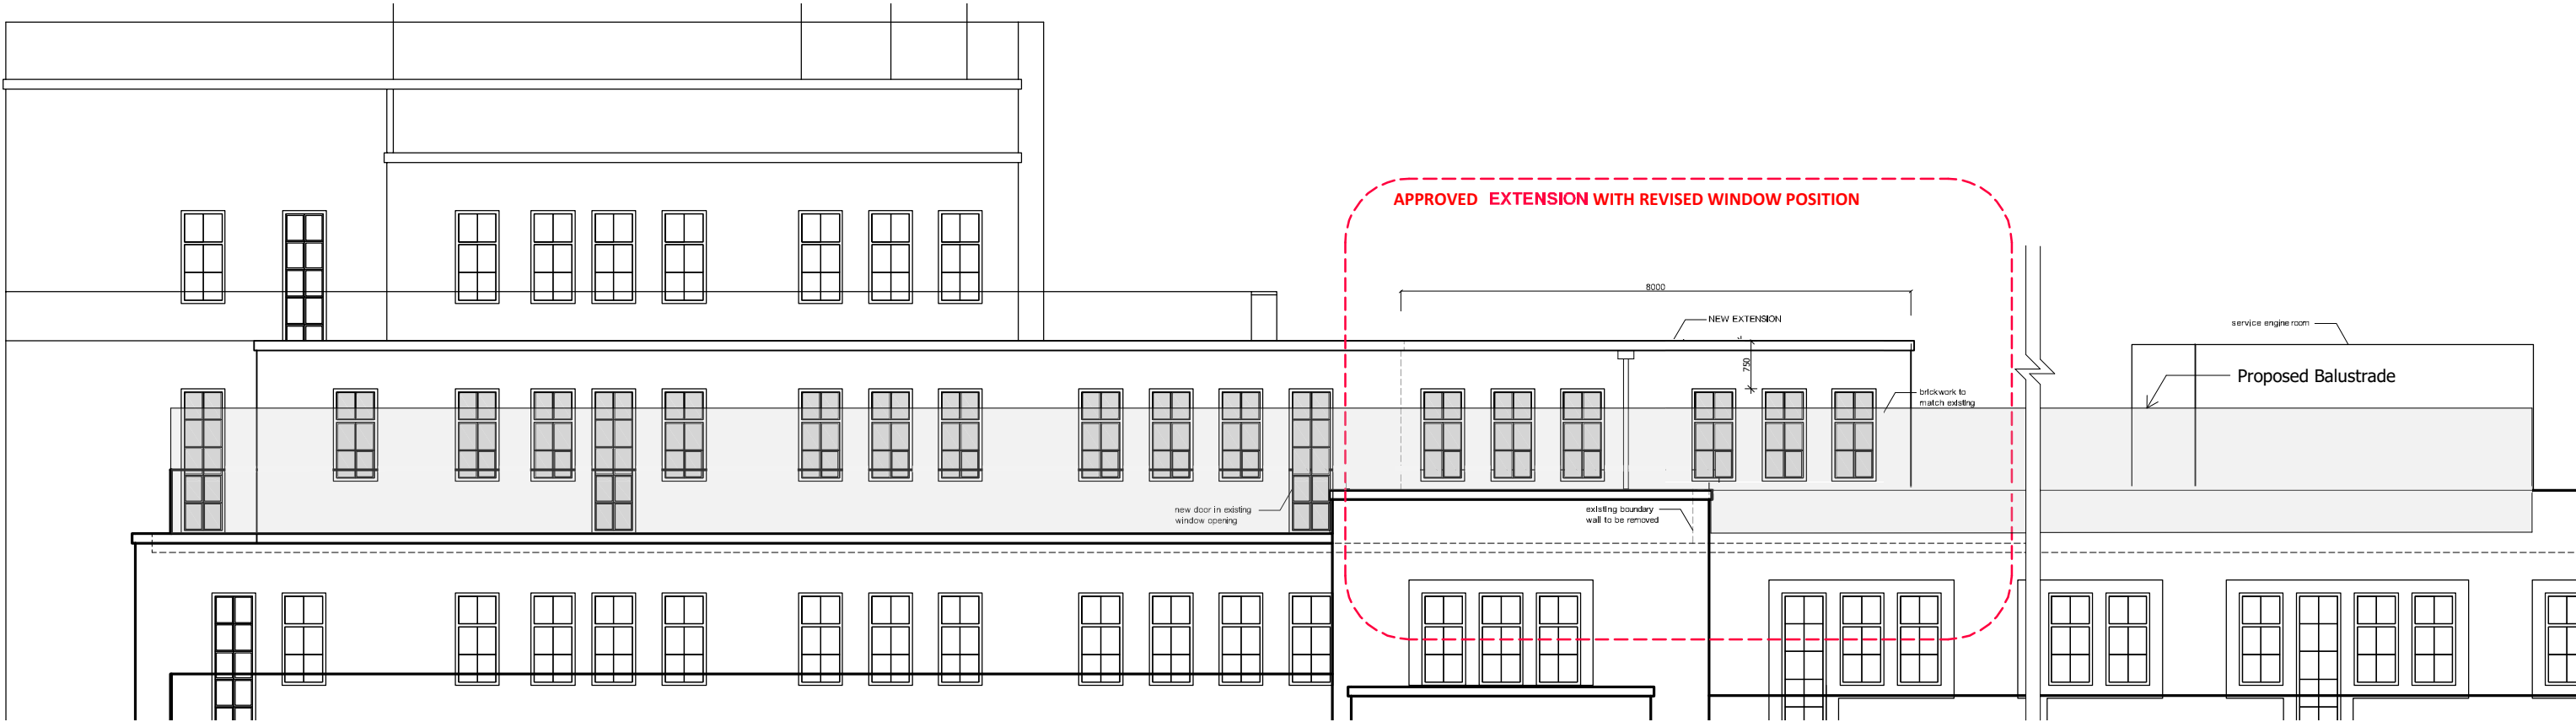 APPROVED EXTENSION WITH REVISED WINDOW POSITION
8000
NEW EXTENSION
service engine room
750
Proposed Balustrade
brickwork to
match existing
new door in existing
window opening
existing boundary
wall to be removed